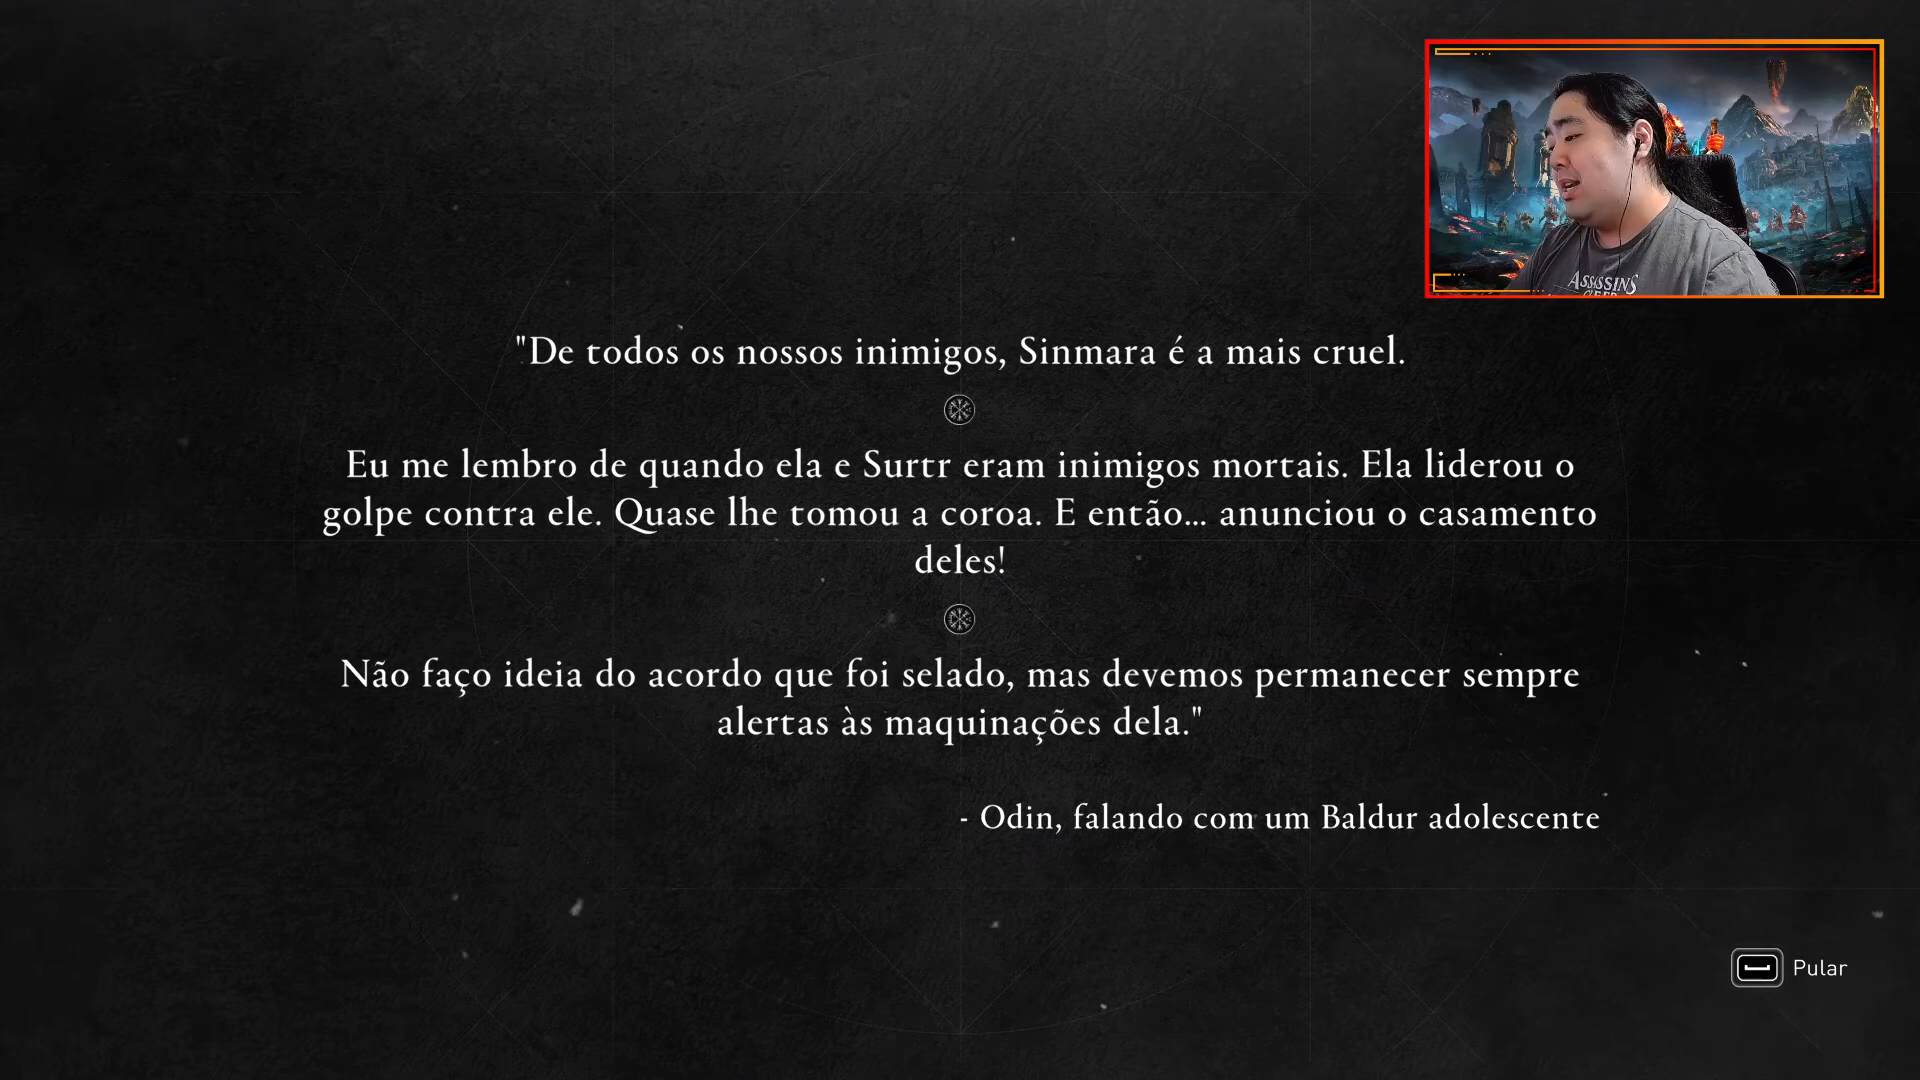 ASSASSINS
"De todos os nossos inimigos, Sinmara é a mais cruel.
Eu me lembro de quando ela e Surtr eram inimigos mortais. Ela liderou o
golpe contra ele. Quase lhe tomou a coroa. E então... anunciou o casamento
deles!
Não faço ideia do acordo que foi selado, mas devemos permanecer sempre
alertas às maquinações dela."
- Odin, falando com um Baldur adolescente
Pular